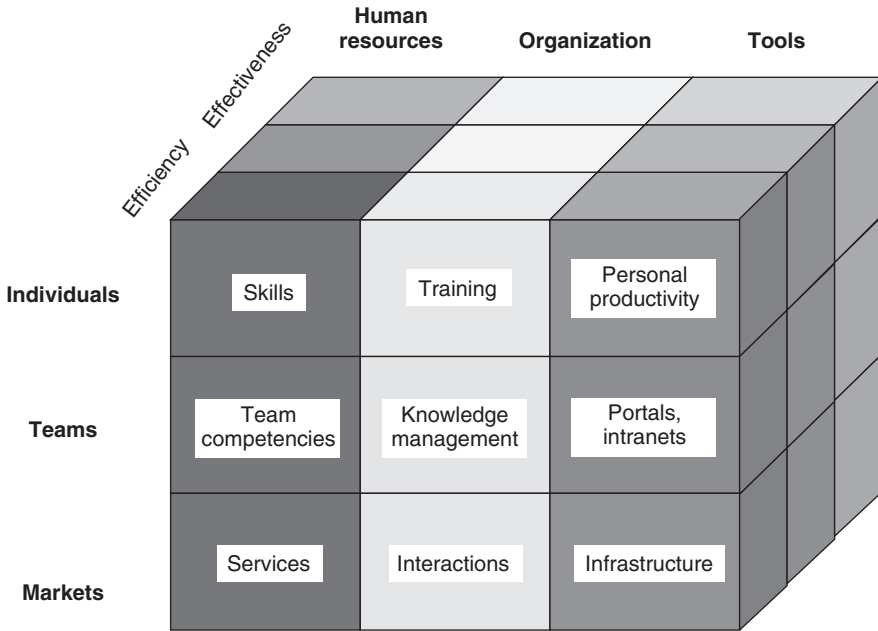 Human
resources
Organization
Tools
Effectiveness
Efficiency
Individuals
Skills
Training
Personal
productivity
Teams
Team
competencies
Knowledge
management
Portals,
intranets
Markets
Services
Interactions
Infrastructure